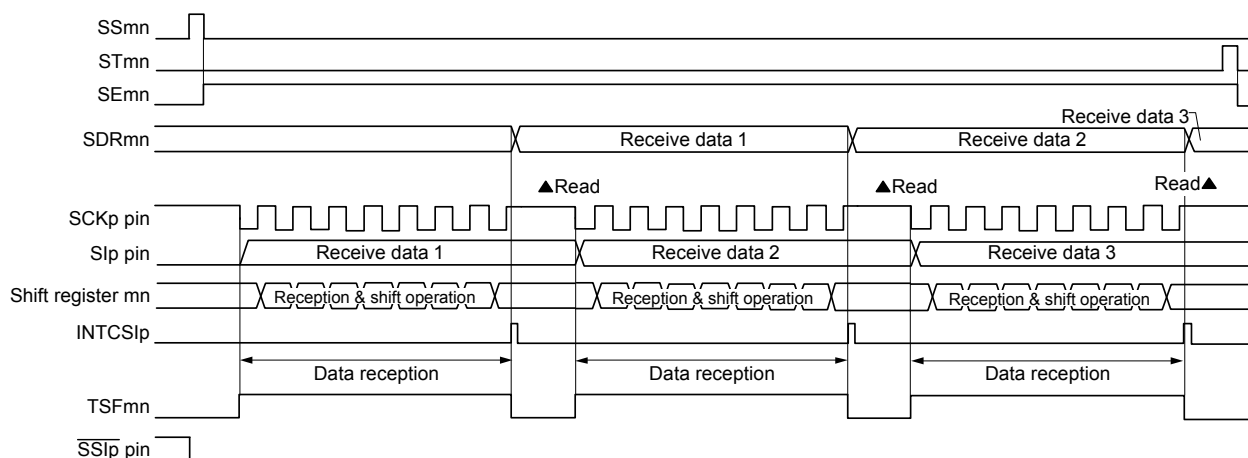 SSmn
STmn
SEmn
Receive data 3
SDRmn Receive data 1 Receive data 2
▲Read ▲Read Read▲
SCKp pin
SIp pin Receive data 1 Receive data 2 Receive data 3
Shift register mn Reception & shift operation Reception & shift operation Reception & shift operation
INTCSIp
Data reception Data reception Data reception
TSFmn
SSIp pin